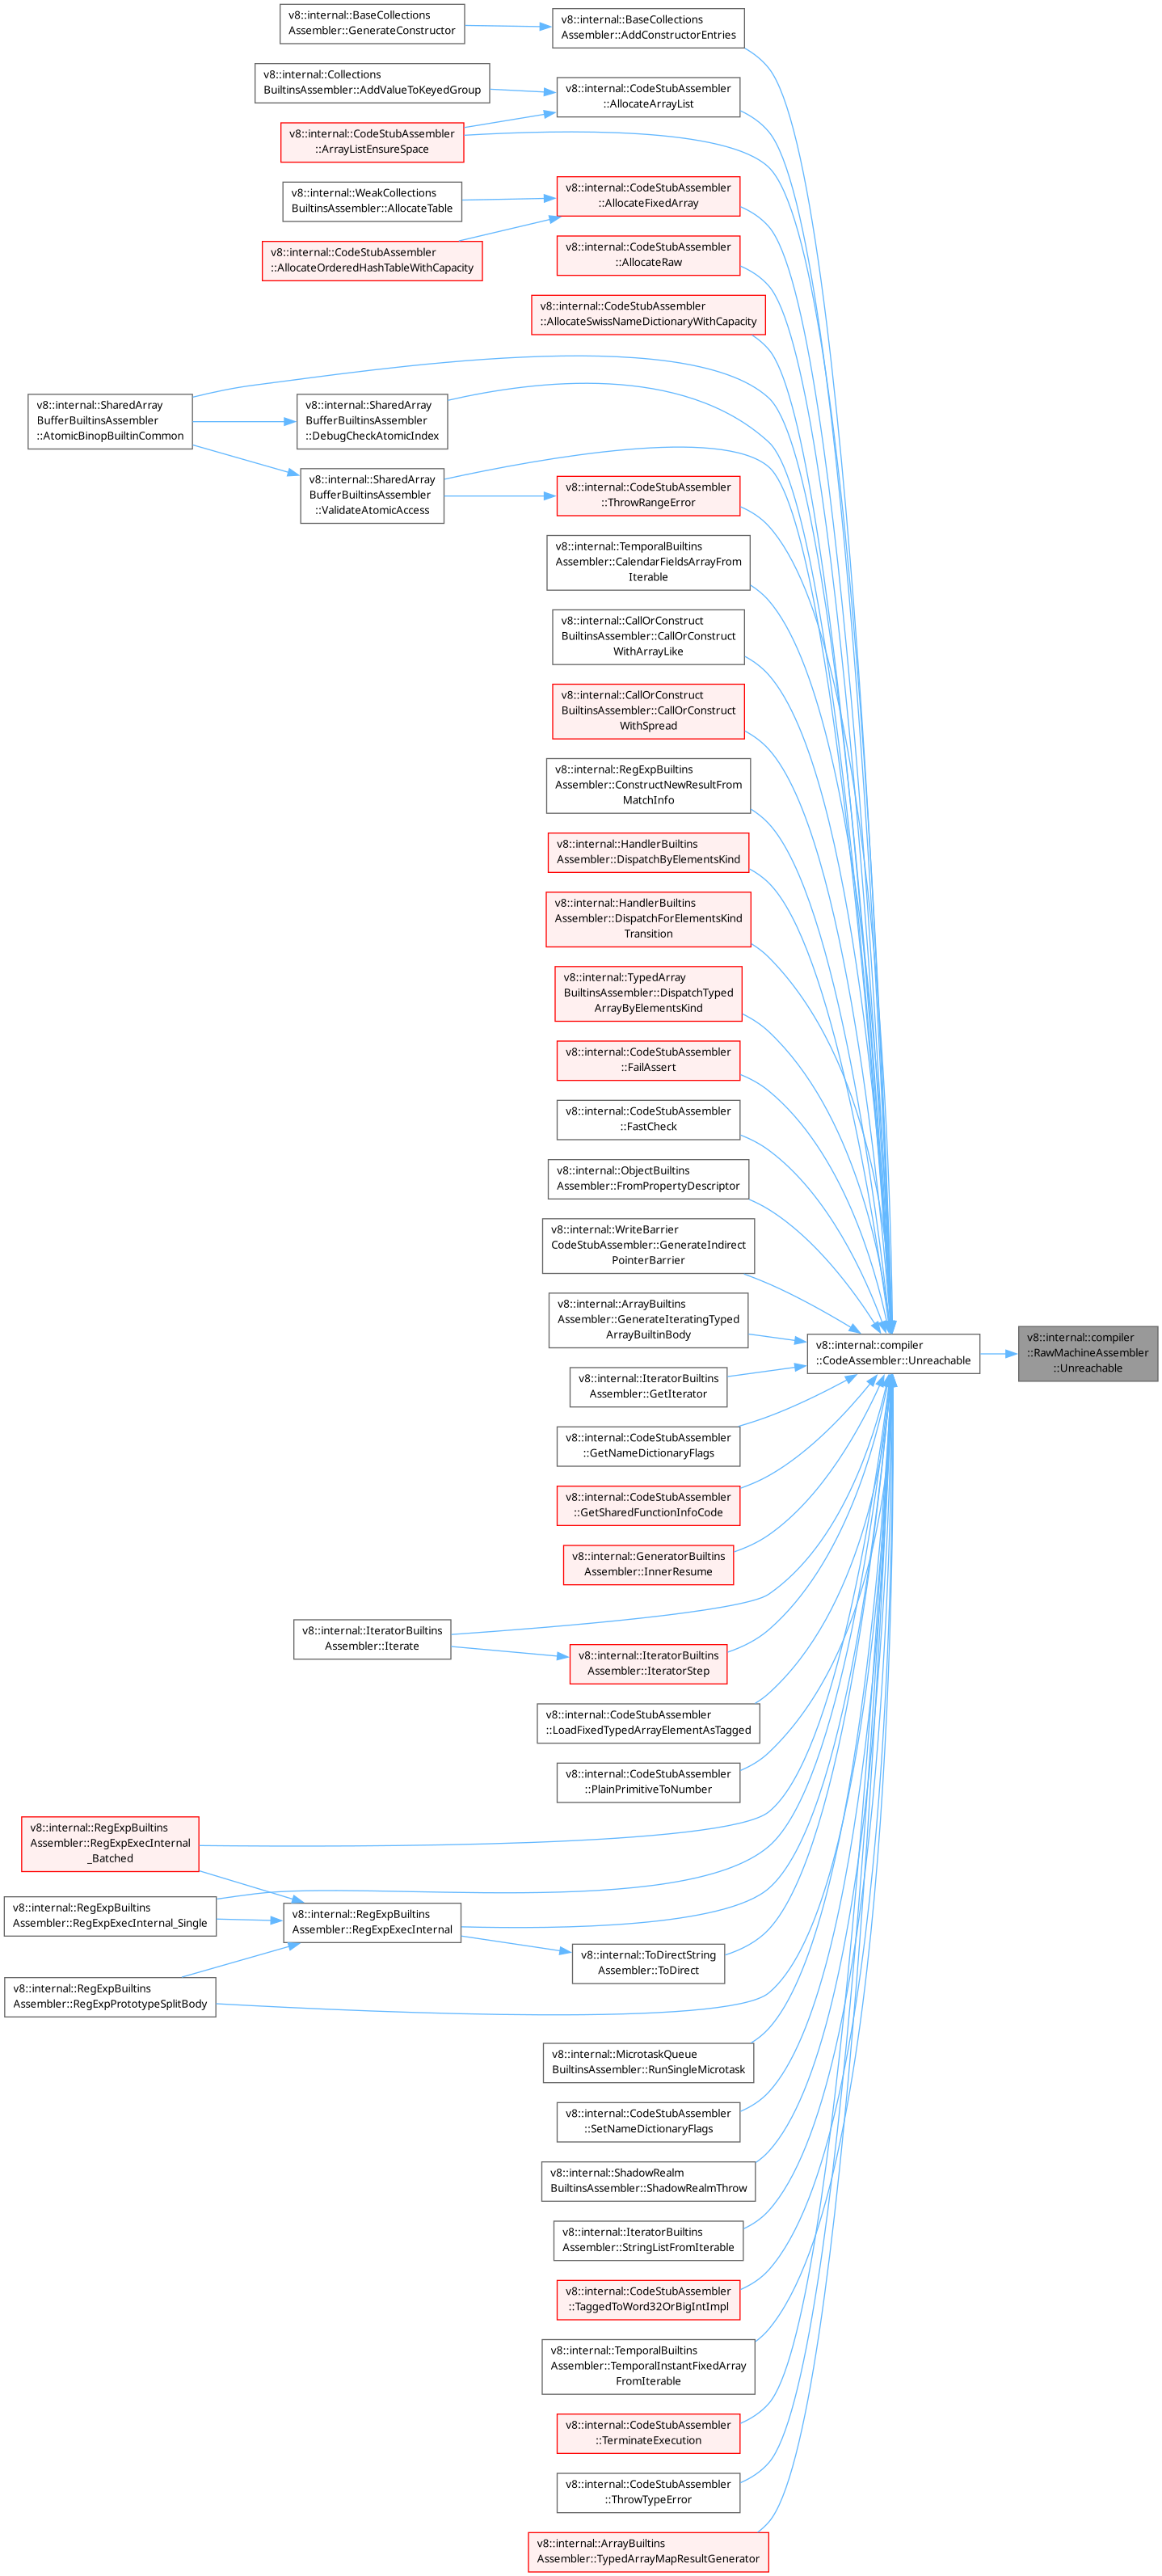 v8::internal::BaseCollections
Assembler::GenerateConstructor
v8::internal::BaseCollections
Assembler::AddConstructorEntries
v8::internal::Collections
BuiltinsAssembler::AddValueToKeyedGroup
v8::internal::CodeStubAssembler
::AllocateArrayList
v8::internal::CodeStubAssembler
::ArrayListEnsureSpace
v8::internal::WeakCollections
BuiltinsAssembler::AllocateTable
v8::internal::CodeStubAssembler
::AllocateFixedArray
v8::internal::CodeStubAssembler
::AllocateOrderedHashTableWithCapacity
v8::internal::CodeStubAssembler
::AllocateRaw
v8::internal::CodeStubAssembler
::AllocateSwissNameDictionaryWithCapacity
v8::internal::SharedArray
BufferBuiltinsAssembler
::AtomicBinopBuiltinCommon
v8::internal::SharedArray
BufferBuiltinsAssembler
::DebugCheckAtomicIndex
v8::internal::SharedArray
BufferBuiltinsAssembler
::ValidateAtomicAccess
v8::internal::CodeStubAssembler
::ThrowRangeError
v8::internal::TemporalBuiltins
Assembler::CalendarFieldsArrayFrom
Iterable
v8::internal::CallOrConstruct
BuiltinsAssembler::CallOrConstruct
WithArrayLike
v8::internal::CallOrConstruct
BuiltinsAssembler::CallOrConstruct
WithSpread
v8::internal::RegExpBuiltins
Assembler::ConstructNewResultFrom
MatchInfo
v8::internal::HandlerBuiltins
Assembler::DispatchByElementsKind
v8::internal::HandlerBuiltins
Assembler::DispatchForElementsKind
Transition
v8::internal::TypedArray
BuiltinsAssembler::DispatchTyped
ArrayByElementsKind
v8::internal::CodeStubAssembler
::FailAssert
v8::internal::CodeStubAssembler
::FastCheck
v8::internal::ObjectBuiltins
Assembler::FromPropertyDescriptor
v8::internal::WriteBarrier
CodeStubAssembler::GenerateIndirect
PointerBarrier
v8::internal::ArrayBuiltins
Assembler::GenerateIteratingTyped
ArrayBuiltinBody
v8::internal::compiler
::CodeAssembler::Unreachable
v8::internal::compiler
::RawMachineAssembler
::Unreachable
v8::internal::IteratorBuiltins
Assembler::GetIterator
v8::internal::CodeStubAssembler
::GetNameDictionaryFlags
v8::internal::CodeStubAssembler
::GetSharedFunctionInfoCode
v8::internal::GeneratorBuiltins
Assembler::InnerResume
v8::internal::IteratorBuiltins
Assembler::Iterate
v8::internal::IteratorBuiltins
Assembler::IteratorStep
v8::internal::CodeStubAssembler
::LoadFixedTypedArrayElementAsTagged
v8::internal::CodeStubAssembler
::PlainPrimitiveToNumber
v8::internal::RegExpBuiltins
Assembler::RegExpExecInternal
_Batched
v8::internal::RegExpBuiltins
Assembler::RegExpExecInternal_Single
v8::internal::RegExpBuiltins
Assembler::RegExpExecInternal
v8::internal::ToDirectString
Assembler::ToDirect
v8::internal::RegExpBuiltins
Assembler::RegExpPrototypeSplitBody
v8::internal::MicrotaskQueue
BuiltinsAssembler::RunSingleMicrotask
v8::internal::CodeStubAssembler
::SetNameDictionaryFlags
v8::internal::ShadowRealm
BuiltinsAssembler::ShadowRealmThrow
v8::internal::IteratorBuiltins
Assembler::StringListFromIterable
v8::internal::CodeStubAssembler
::TaggedToWord32OrBigIntImpl
v8::internal::TemporalBuiltins
Assembler::TemporalInstantFixedArray
FromIterable
v8::internal::CodeStubAssembler
::TerminateExecution
v8::internal::CodeStubAssembler
::ThrowTypeError
v8::internal::ArrayBuiltins
Assembler::TypedArrayMapResultGenerator